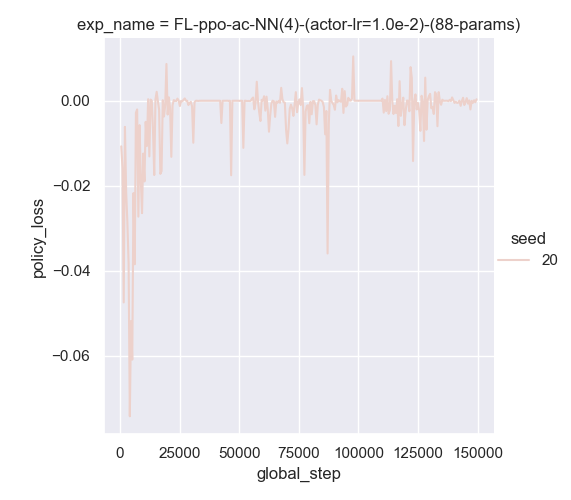 exp_name = FL-ppo-ac-NN(4)-(actor-lr=1.0e-2)-(88-params)
0.00
−0.02
−0.04
−0.06
policy_loss
seed
20
0 25000 50000 75000 100000 125000 150000
global_step